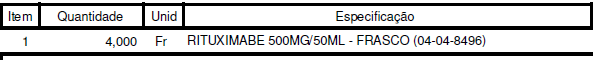 Item Quantidade Unid Especificação
1 4,000 Fr RITUXIMABE 500MG/50ML - FRASCO (04-04-8496)